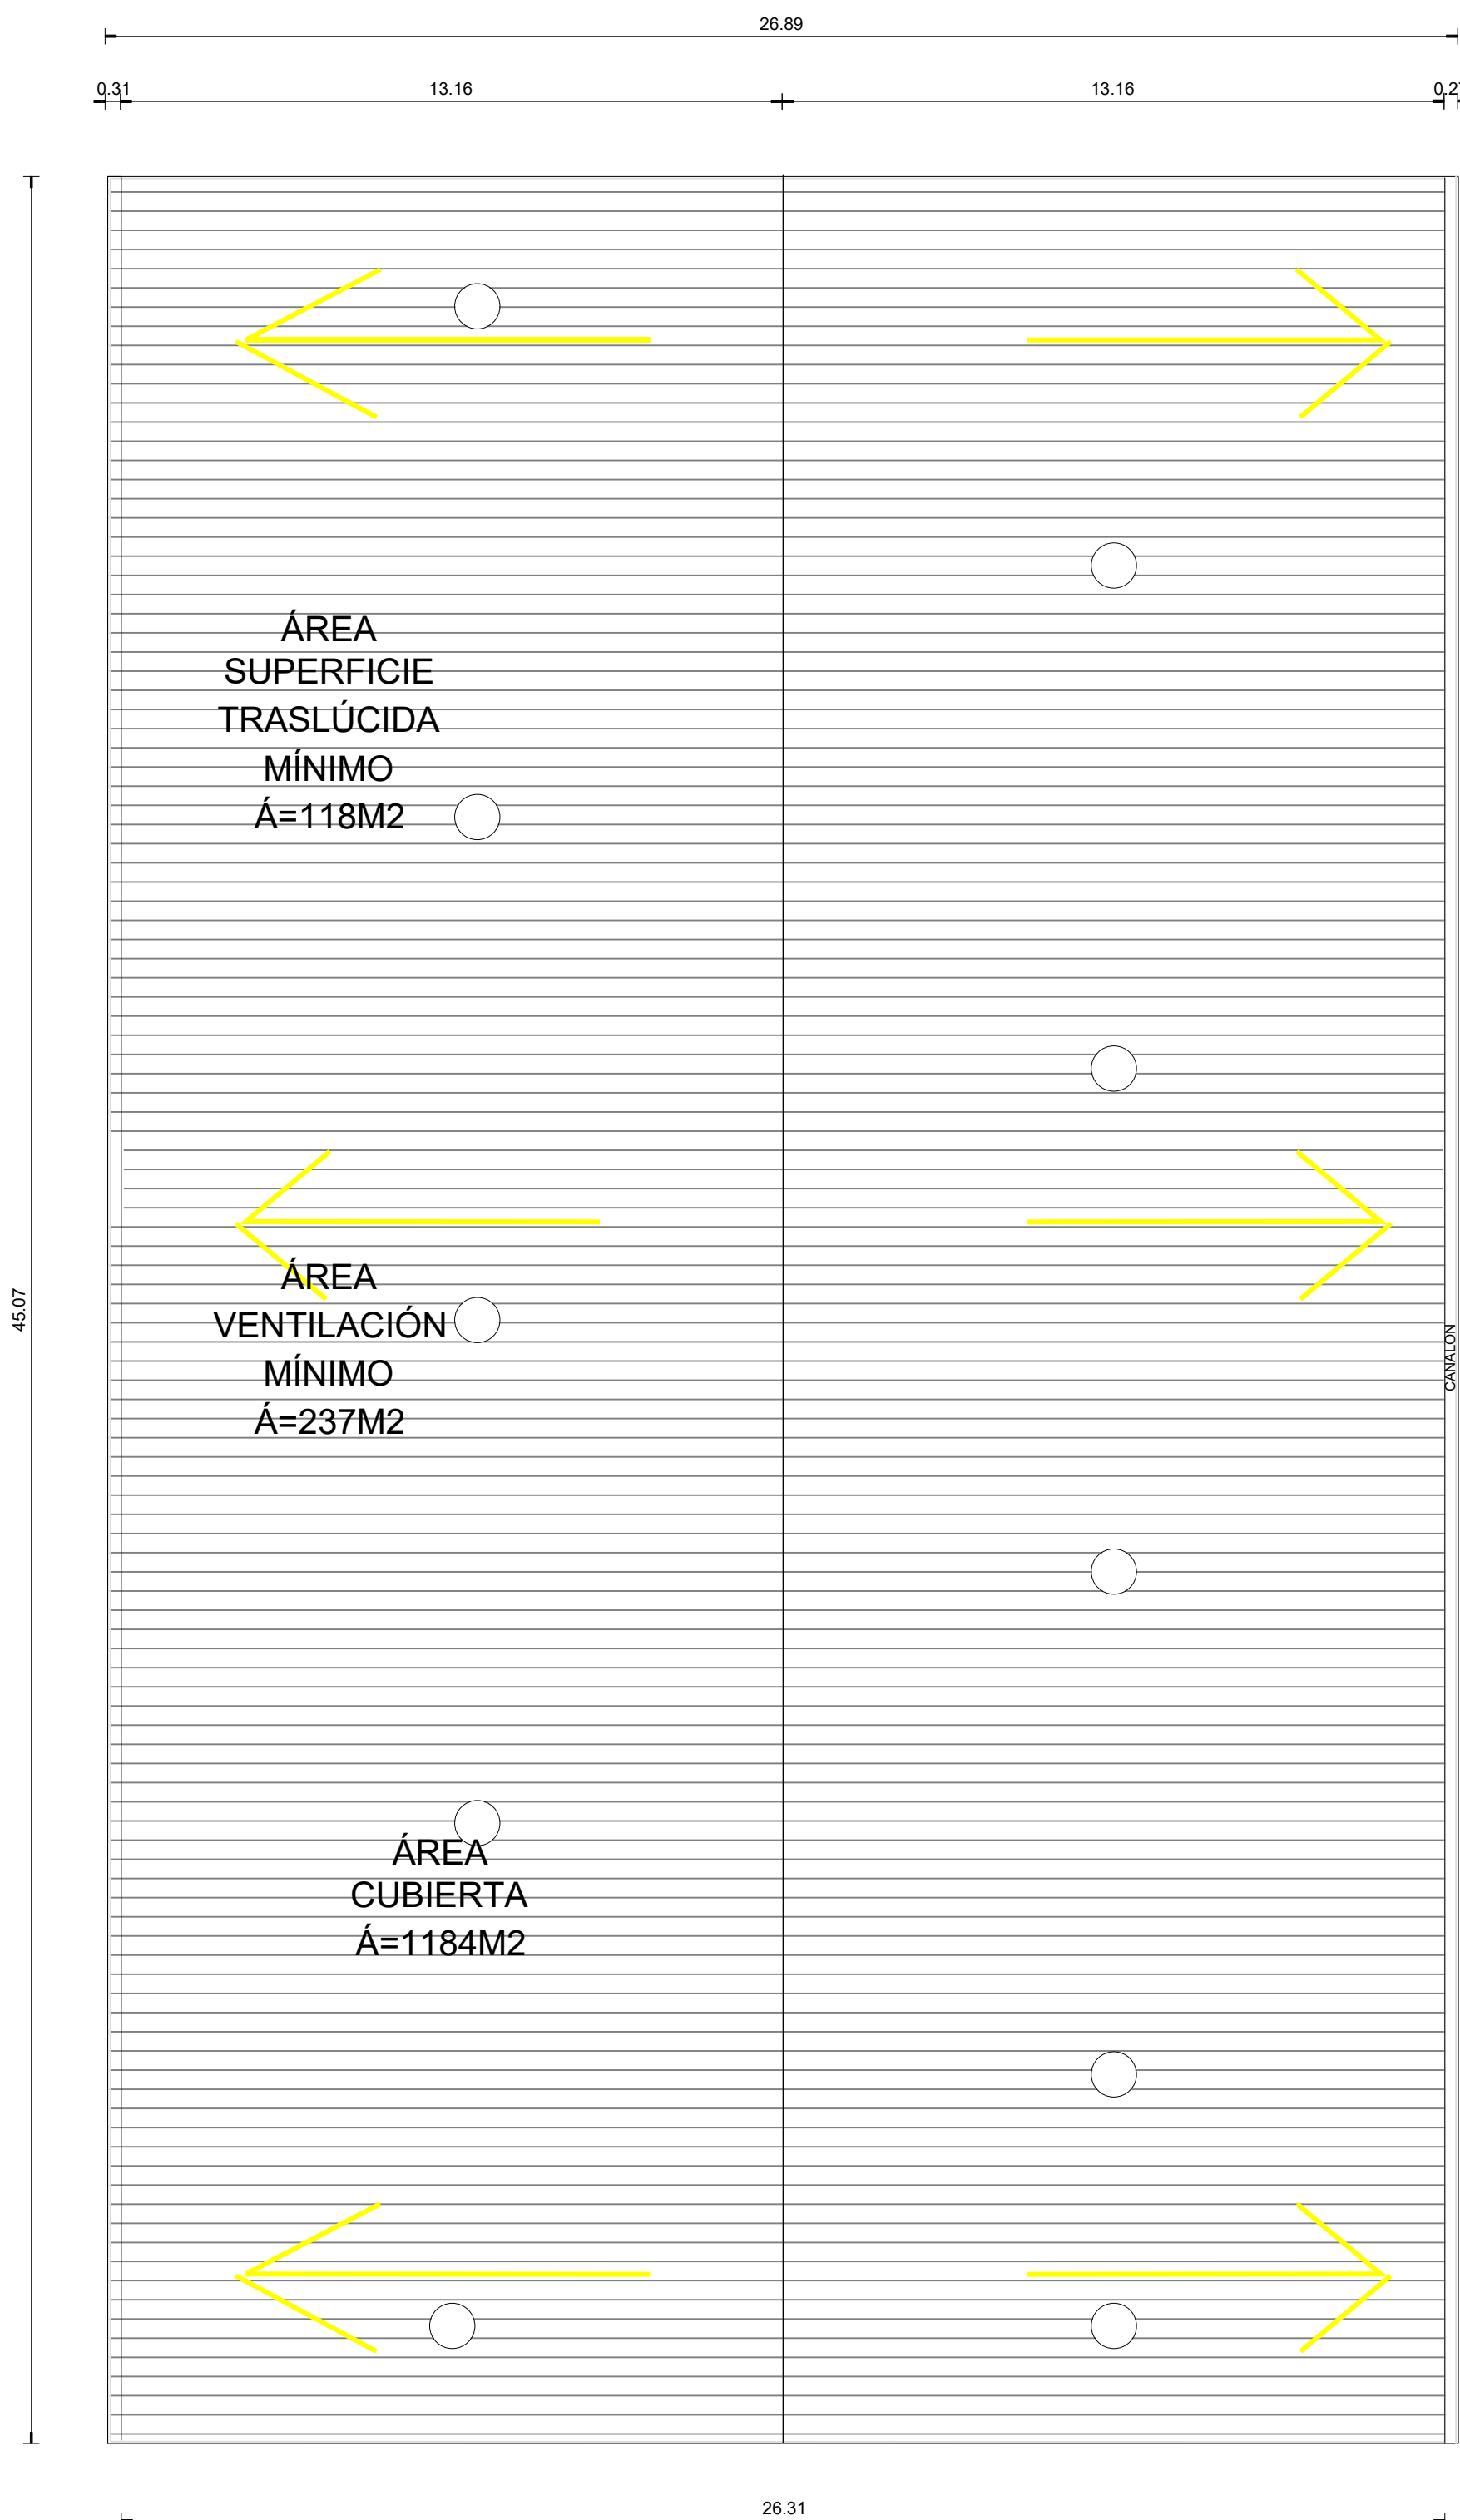 26.89
0.31
13.16
13.16
ÁREA
SUPERFICIE
TRASLÚCIDA
MÍNIMO
Á=118M2
ÁREA
VENTILACIÓN
MÍNIMO
Á=237M2
45.07
CANALON
ÁREA
CUBIERTA
Á=1184M2
26.31